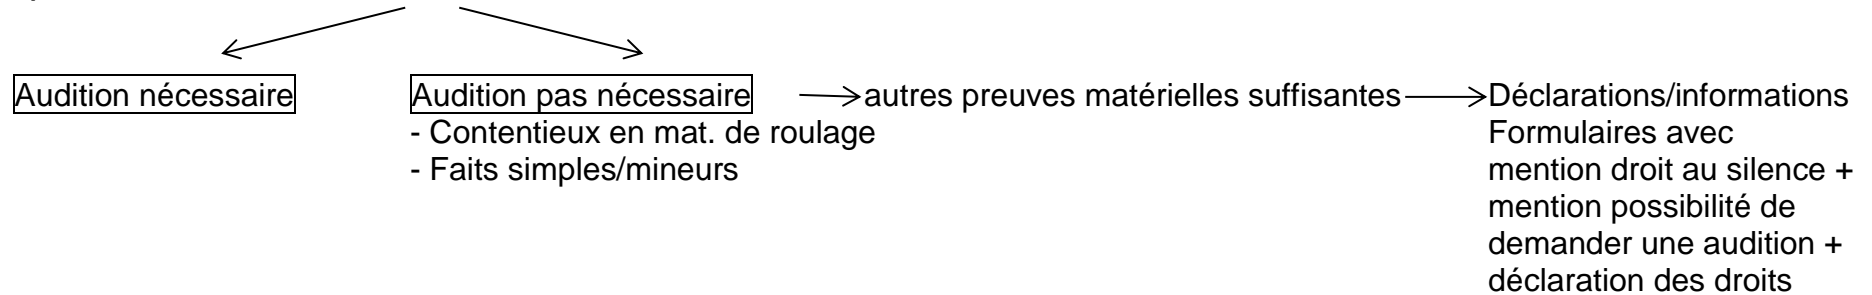 Audition nécessaire
Audition pas nécessaire
- Contentieux en mat. de roulage
- Faits simples/mineurs
autres preuves matérielles suffisantes
Déclarations/informations
Formulaires avec
mention droit au silence +
mention possibilité de
demander une audition +
déclaration des droits